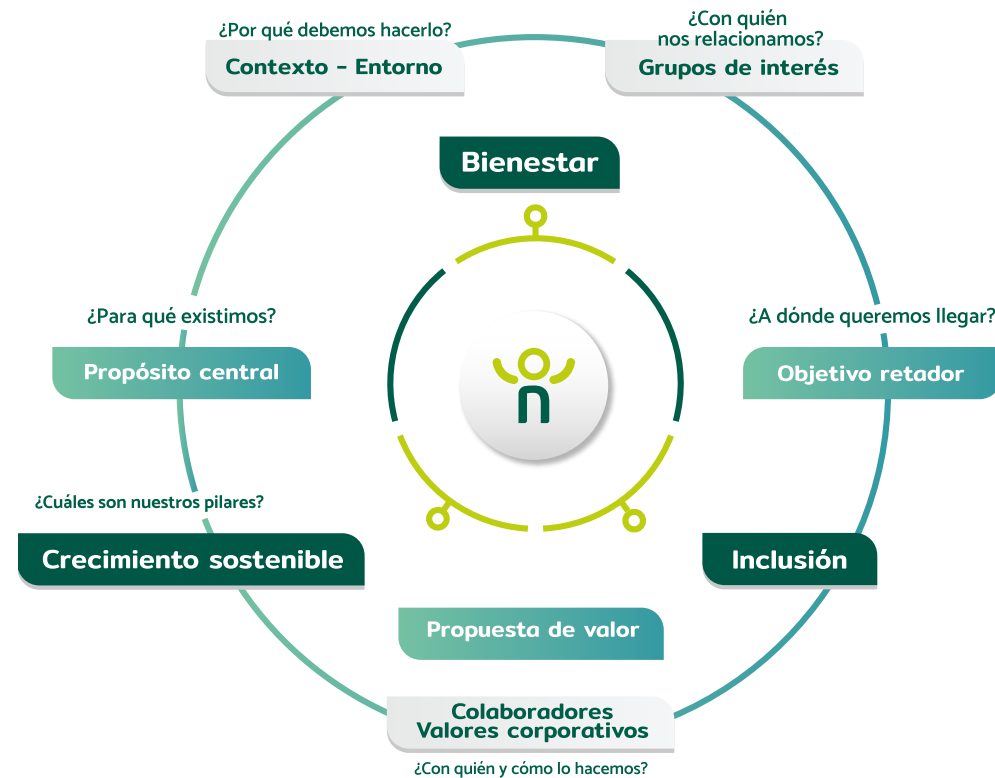 ¿Por qué debemos hacerlo?
Contexto - Entorno
¿Con quién
nos relacionamos?
Grupos de interés
Bienestar
¿Para qué existimos?
Propósito central
¿A dónde queremos llegar?
Objetivo retador
¿Cuáles son nuestros pilares?
Crecimiento sostenible
Inclusión
Propuesta de valor
Colaboradores
Valores corporativos
¿Con quién y cómo lo hacemos?